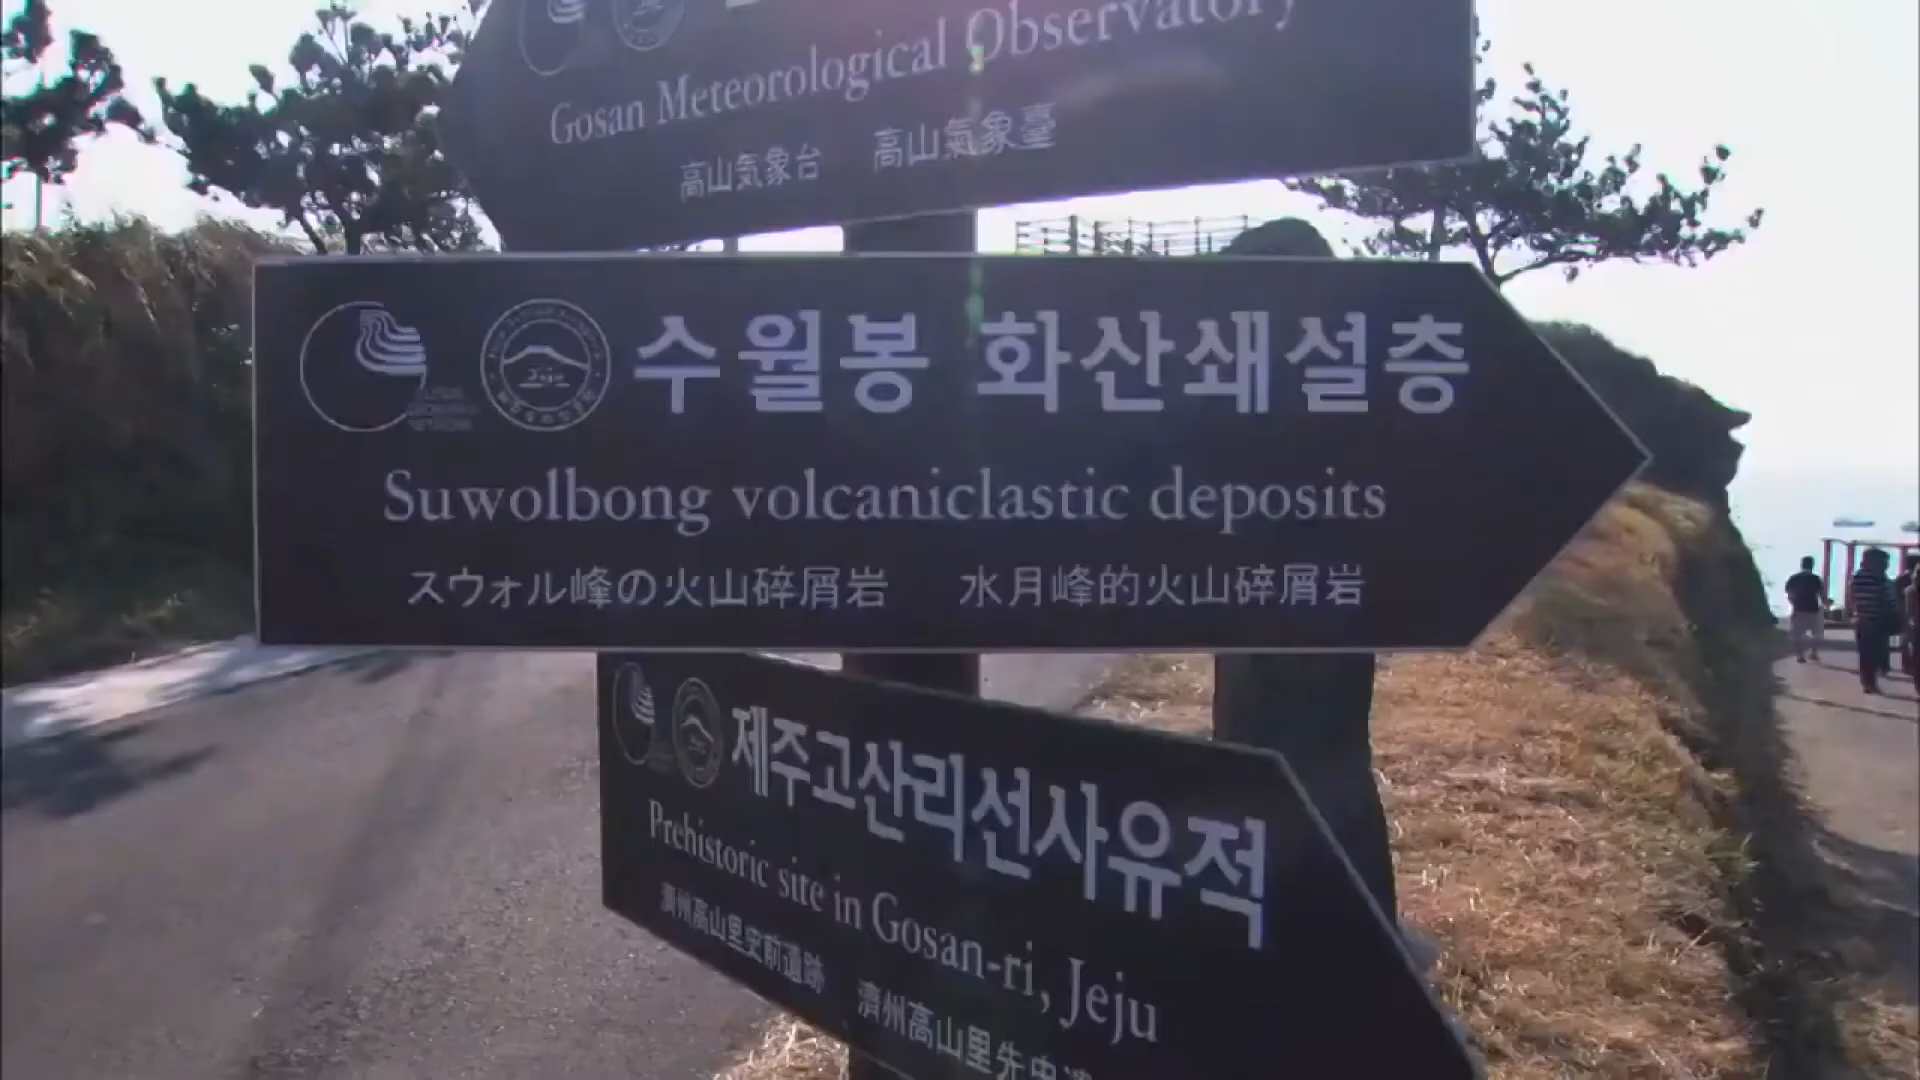 Gosan Meteorological Observatory
高山気象台 高山氣象臺
수월봉 화산쇄설층
Suwolbong volcaniclastic deposits
スウォル峰の火山砕屑岩 水月峰的火山碎屑岩
제주고산리선사유적
Prehistoric site in Gosan-ri, Jeju
濟州高山里史前遺跡 濟州高山里先史